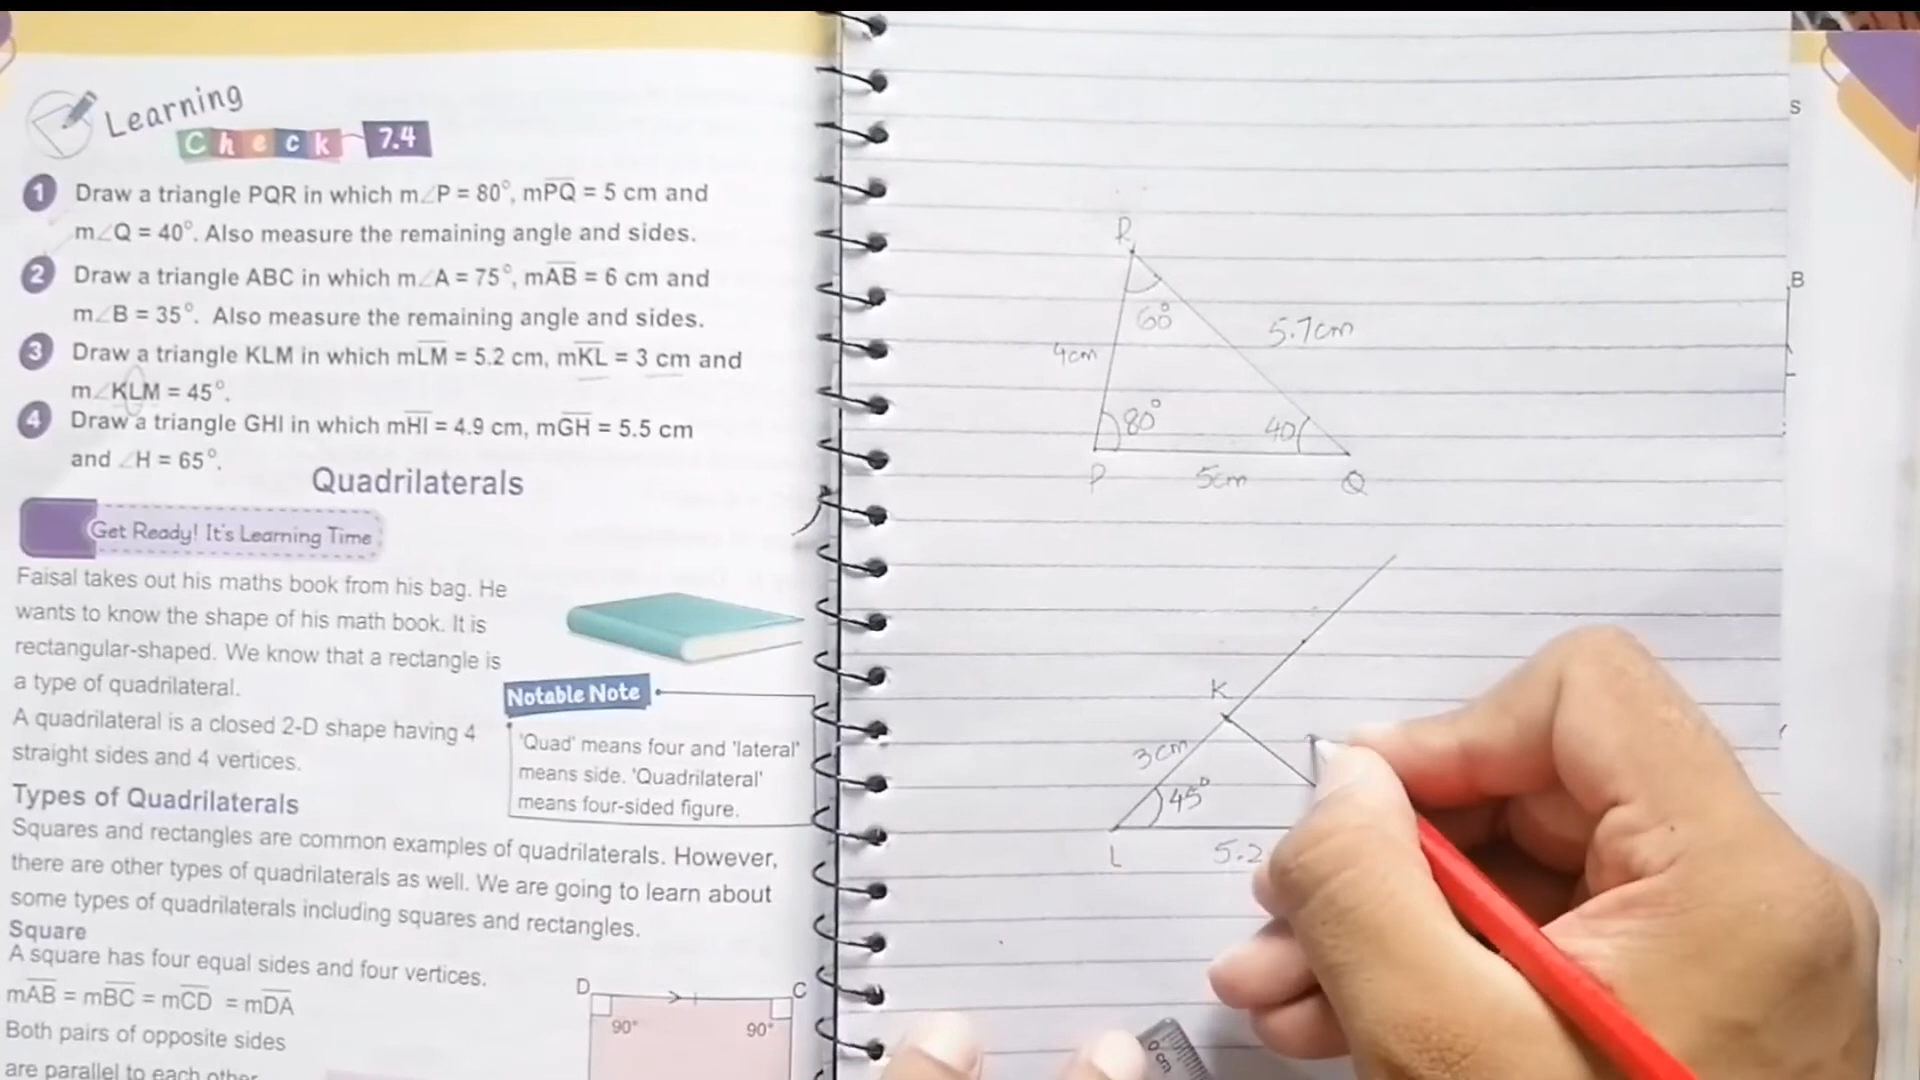 Learning
Check 7.4
1 Draw a triangle PQR in which m∠P = 80°, mPQ = 5 cm and
m∠Q = 40°. Also measure the remaining angle and sides.
2 Draw a triangle ABC in which m∠A = 75°, mAB = 6 cm and
m∠B = 35°. Also measure the remaining angle and sides.
3 Draw a triangle KLM in which mLM = 5.2 cm, mKL = 3 cm and
m∠KLM = 45°.
4 Draw a triangle GHI in which mHI = 4.9 cm, mGH = 5.5 cm
and ∠H = 65°.
Quadrilaterals
Get Ready! It's Learning Time
Faisal takes out his maths book from his bag. He
wants to know the shape of his math book. It is
rectangular-shaped. We know that a rectangle is
a type of quadrilateral.
A quadrilateral is a closed 2-D shape having 4
straight sides and 4 vertices.
Notable Note
'Quad' means four and 'lateral'
means side. 'Quadrilateral'
means four-sided figure.
Types of Quadrilaterals
Squares and rectangles are common examples of quadrilaterals. However,
there are other types of quadrilaterals as well. We are going to learn about
some types of quadrilaterals including squares and rectangles.
Square
A square has four equal sides and four vertices.
mAB = mBC = mCD = mDA
Both pairs of opposite sides
are parallel to each other
D C
90° 90°
R
60°
4cm 5.7cm
80° 40
P 5cm Q
K
3cm
45°
L 5.2
0 cm
S
B